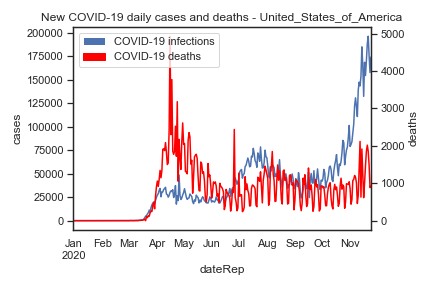 New COVID-19 daily cases and deaths - United_States_of_America
COVID-19 infections
COVID-19 deaths
200000
175000
150000
125000
100000
75000
50000
25000
0
cases
5000
4000
3000
2000
1000
0
deaths
Jan Feb Mar Apr May Jun Jul Aug Sep Oct Nov
2020
dateRep